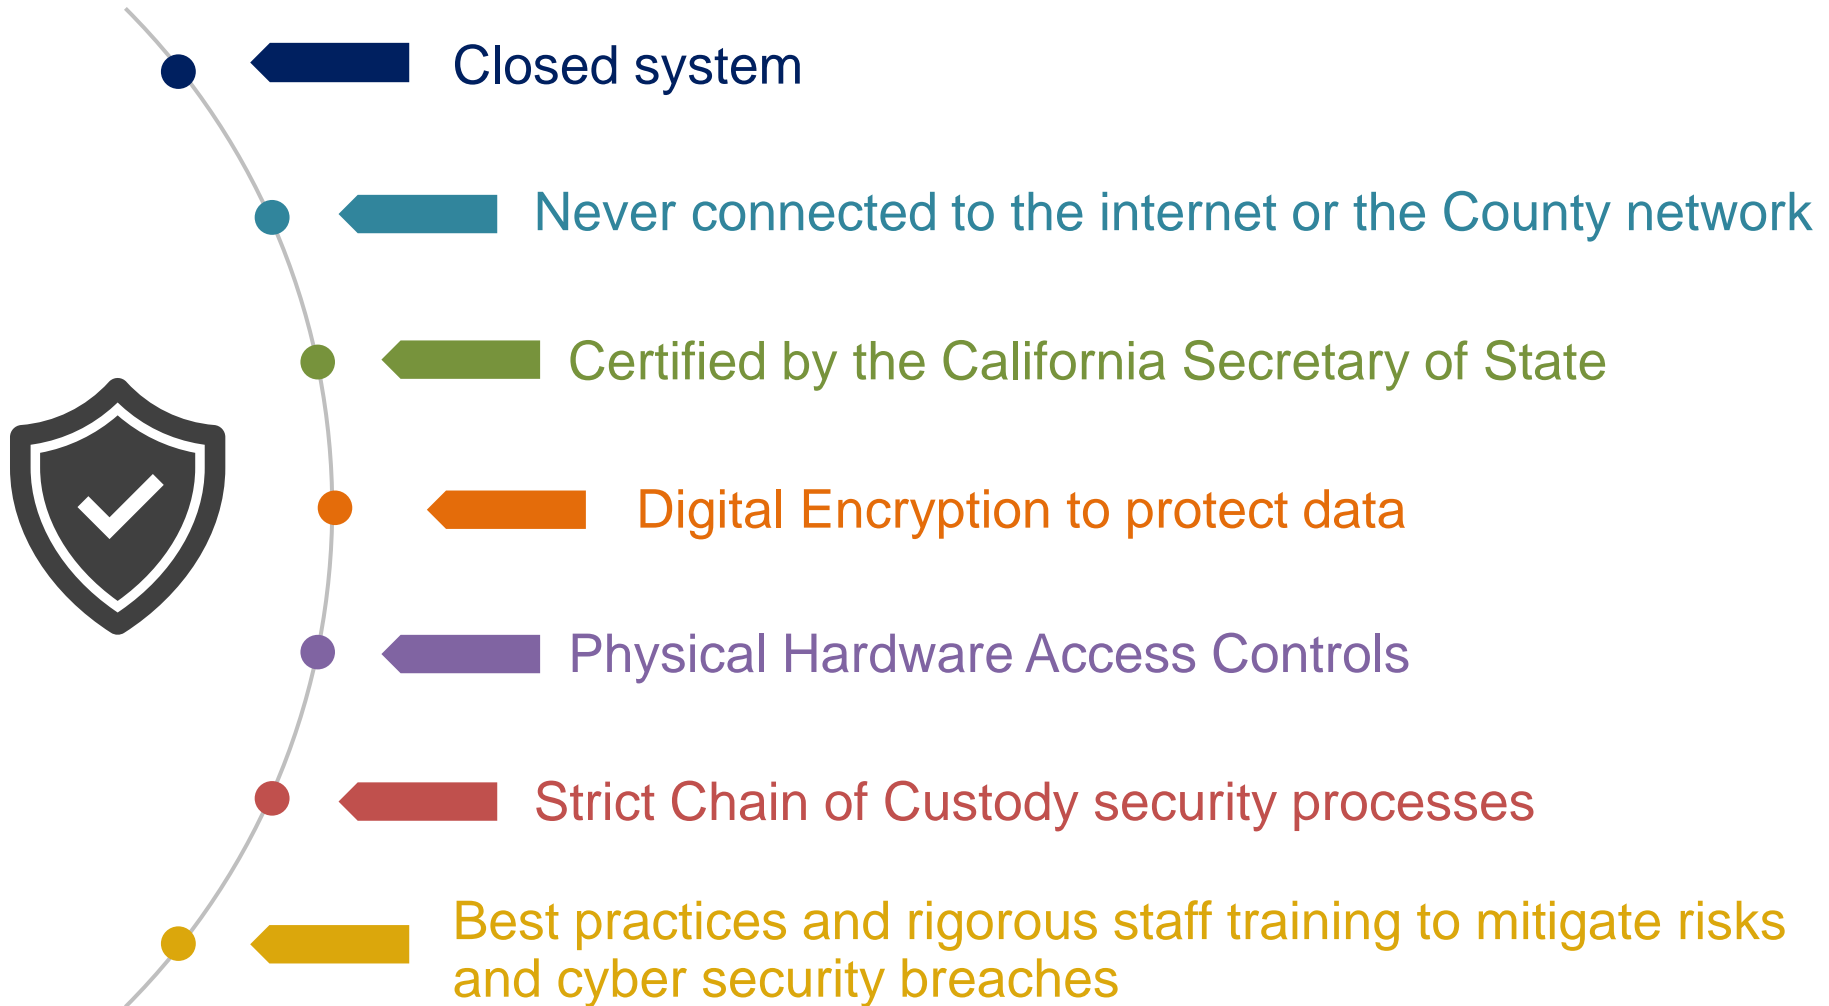 Closed system
Never connected to the internet or the County network
Certified by the California Secretary of State
Digital Encryption to protect data
Physical Hardware Access Controls
Strict Chain of Custody security processes
Best practices and rigorous staff training to mitigate risks
and cyber security breaches